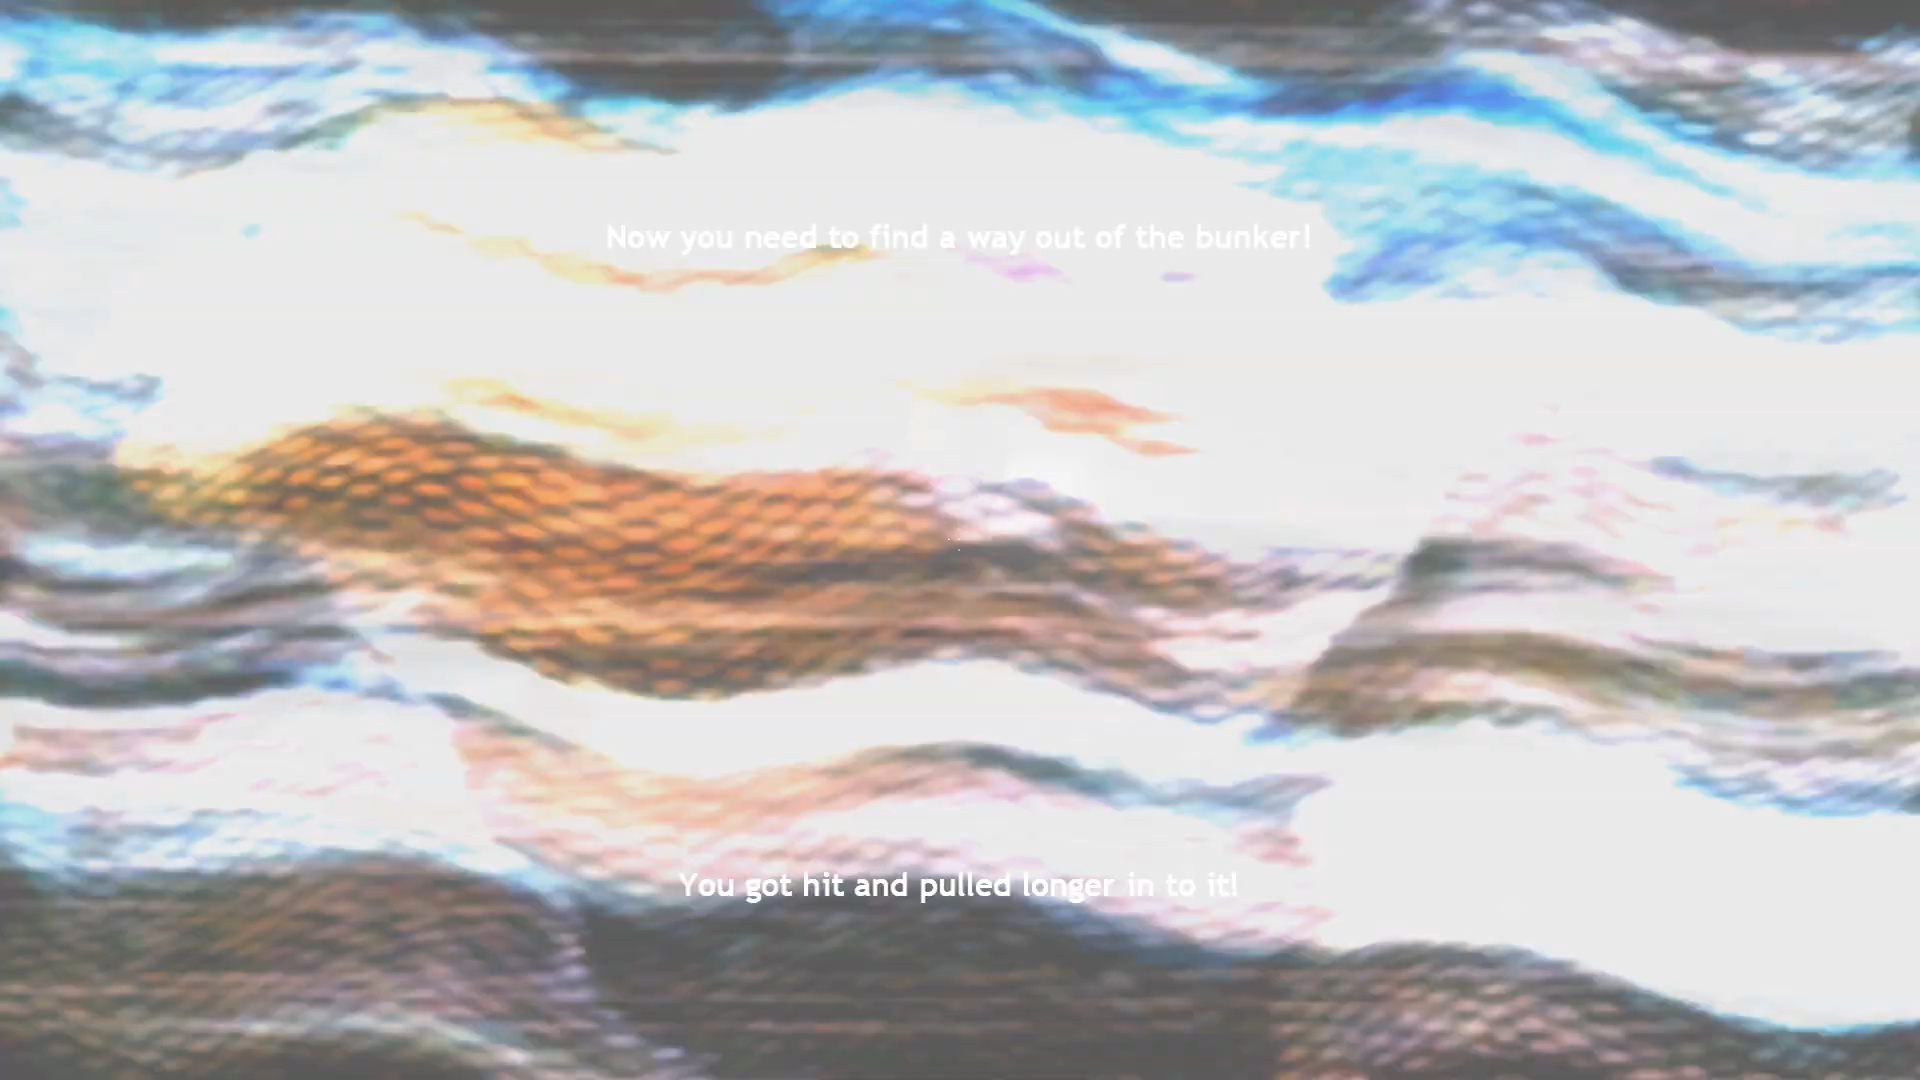 Now you need to find a way out of the bunker!
You got hit and pulled longer in to it!